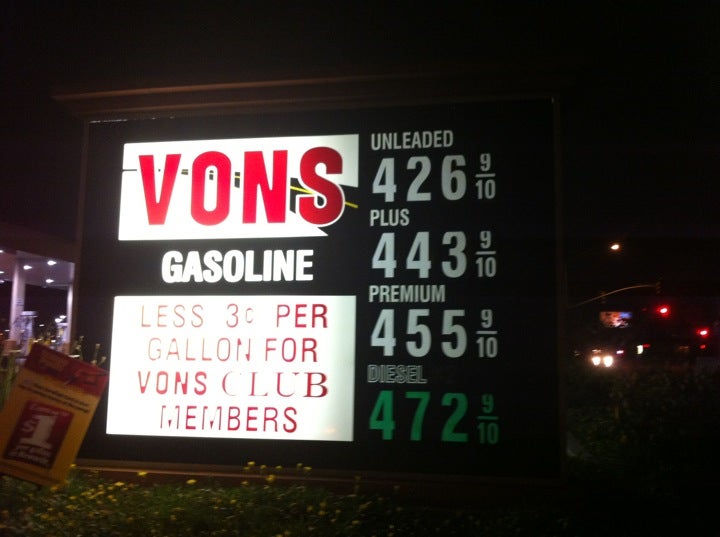 VONS
GASOLINE
LESS 3¢ PER
GALLON FOR
VONS CLUB
MEMBERS
UNLEADED
426 9/10
PLUS
443 9/10
PREMIUM
455 9/10
DIESEL
472 9/10
$1